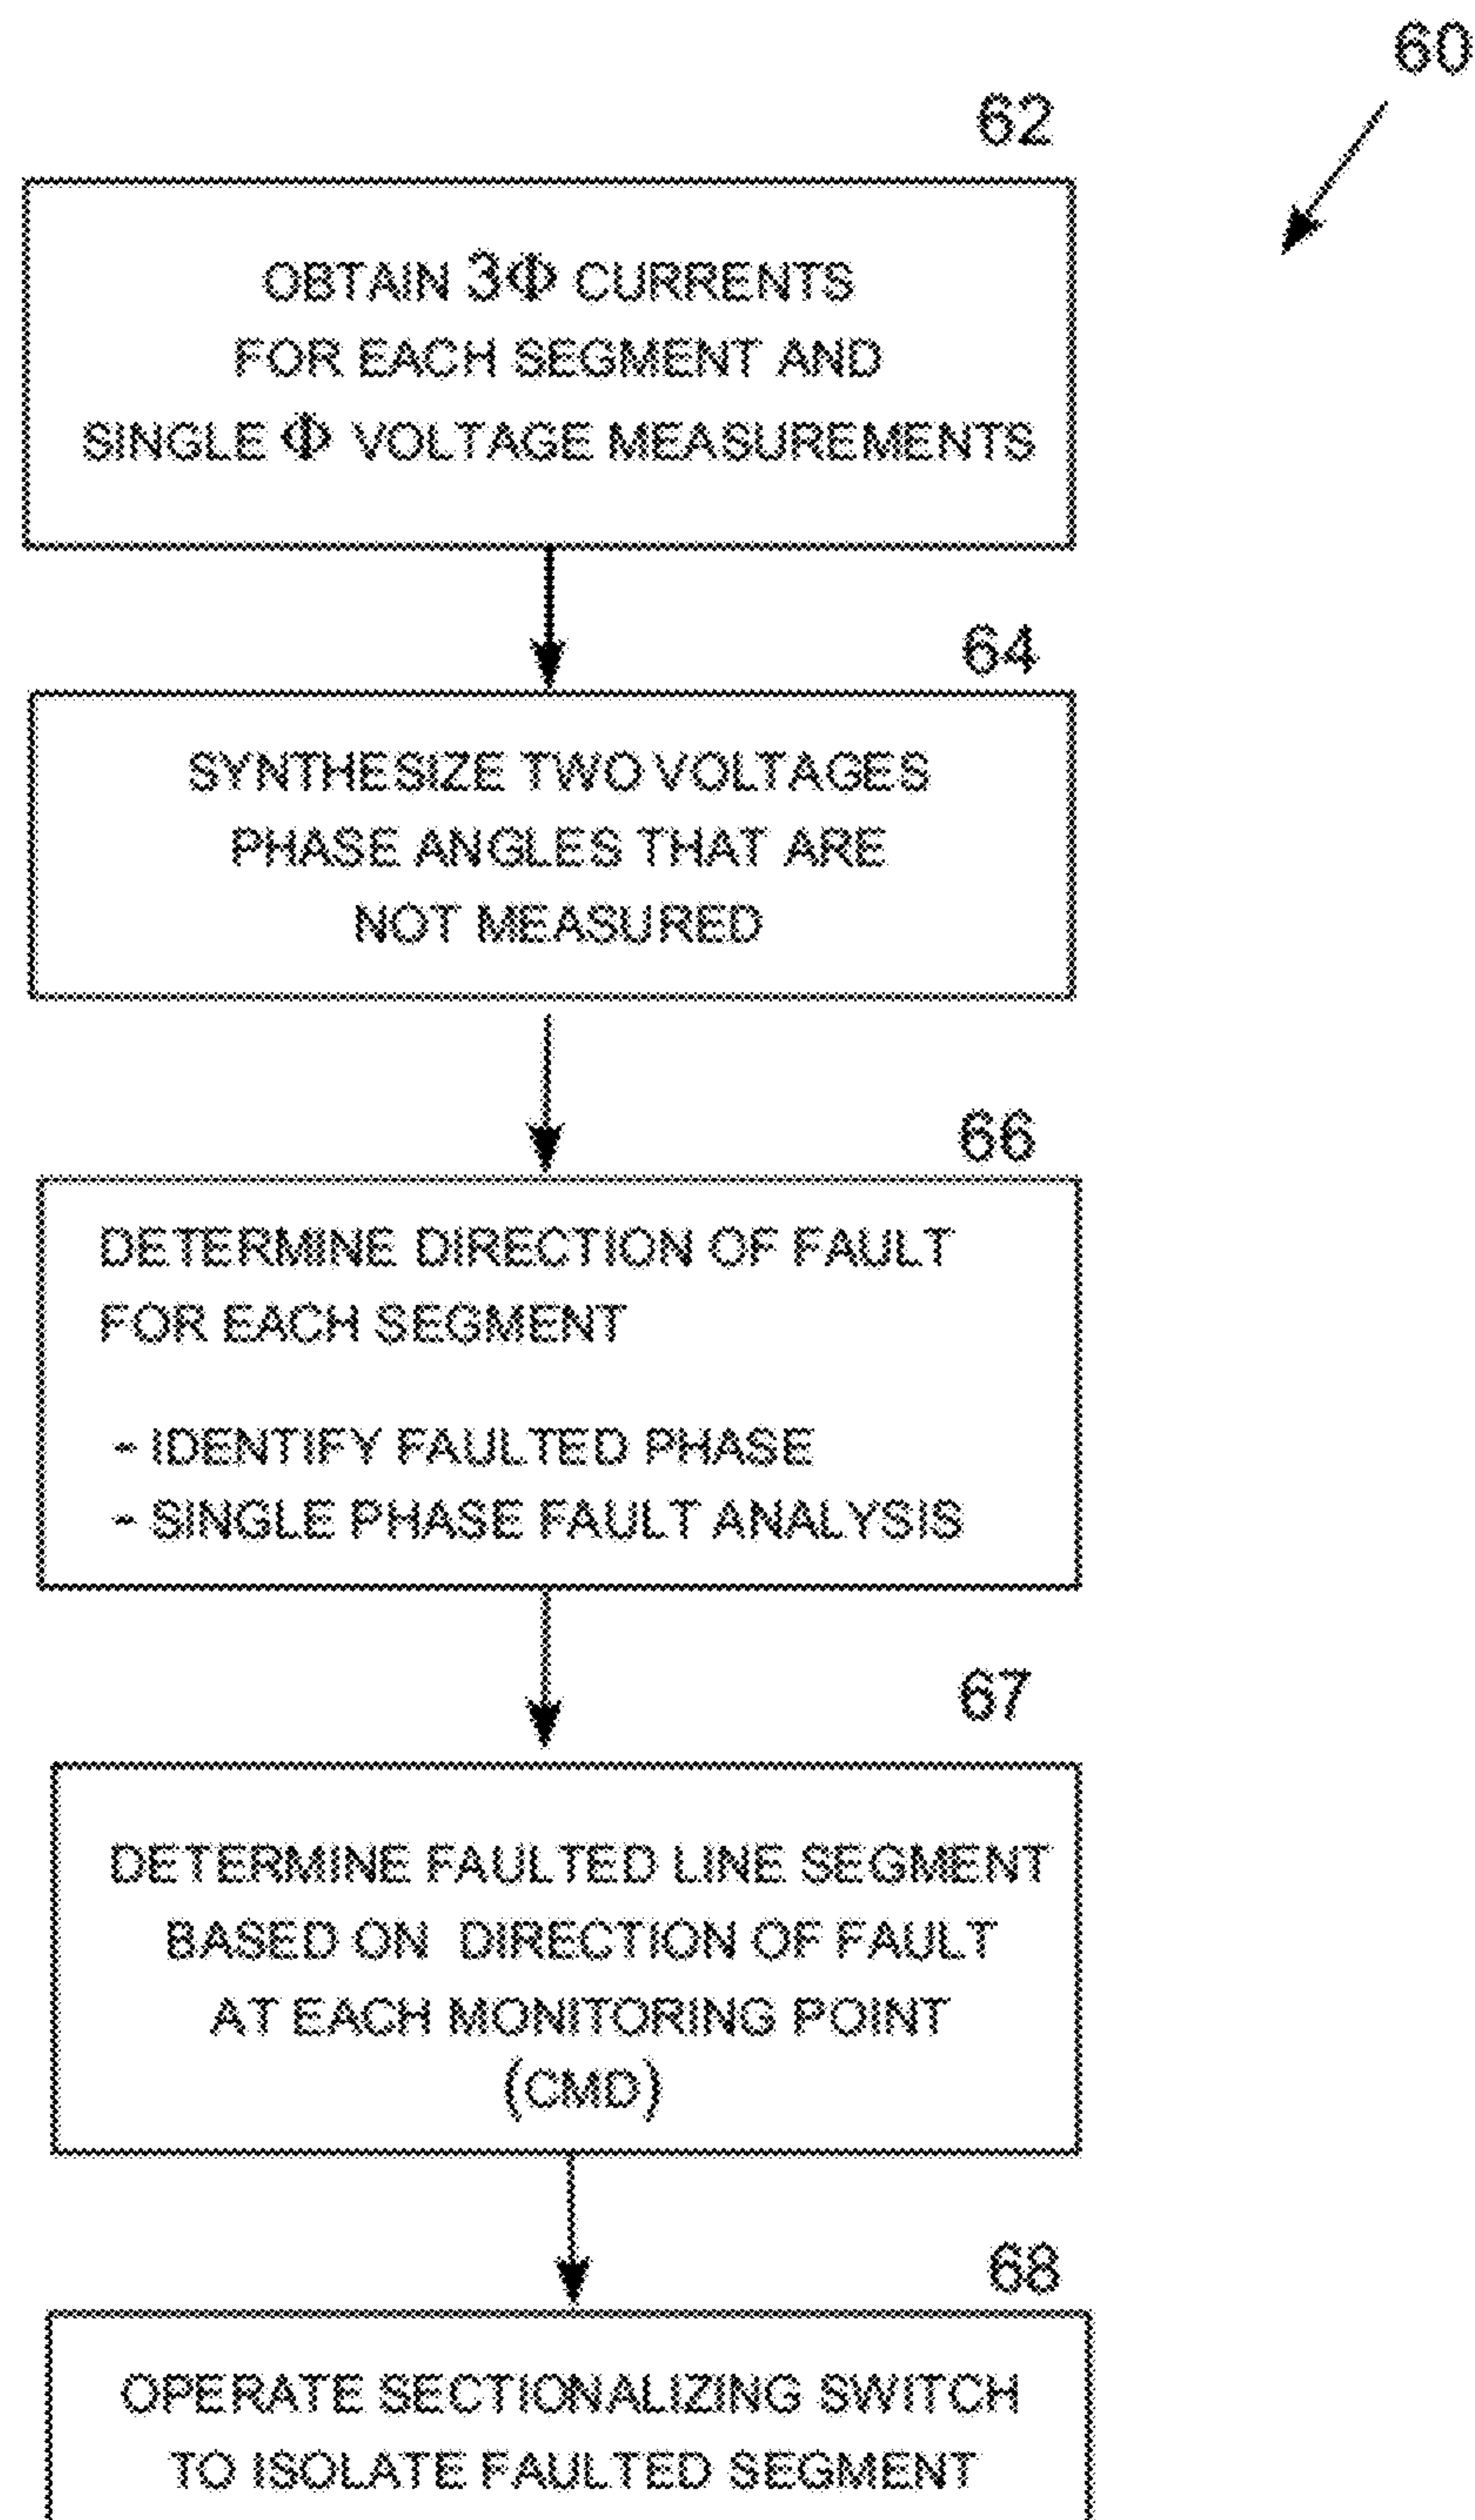 60
62
OBTAIN 3Φ CURRENTS
FOR EACH SEGMENT AND
SINGLE Φ VOLTAGE MEASUREMENTS
64
SYNTHESIZE TWO VOLTAGES
PHASE ANGLES THAT ARE
NOT MEASURED
66
DETERMINE DIRECTION OF FAULT
FOR EACH SEGMENT
- IDENTIFY FAULTED PHASE
- SINGLE PHASE FAULT ANALYSIS
67
DETERMINE FAULTED LINE SEGMENT
BASED ON DIRECTION OF FAULT
AT EACH MONITORING POINT
(CMD)
68
OPERATE SECTIONALIZING SWITCH
TO ISOLATE FAULTED SEGMENT